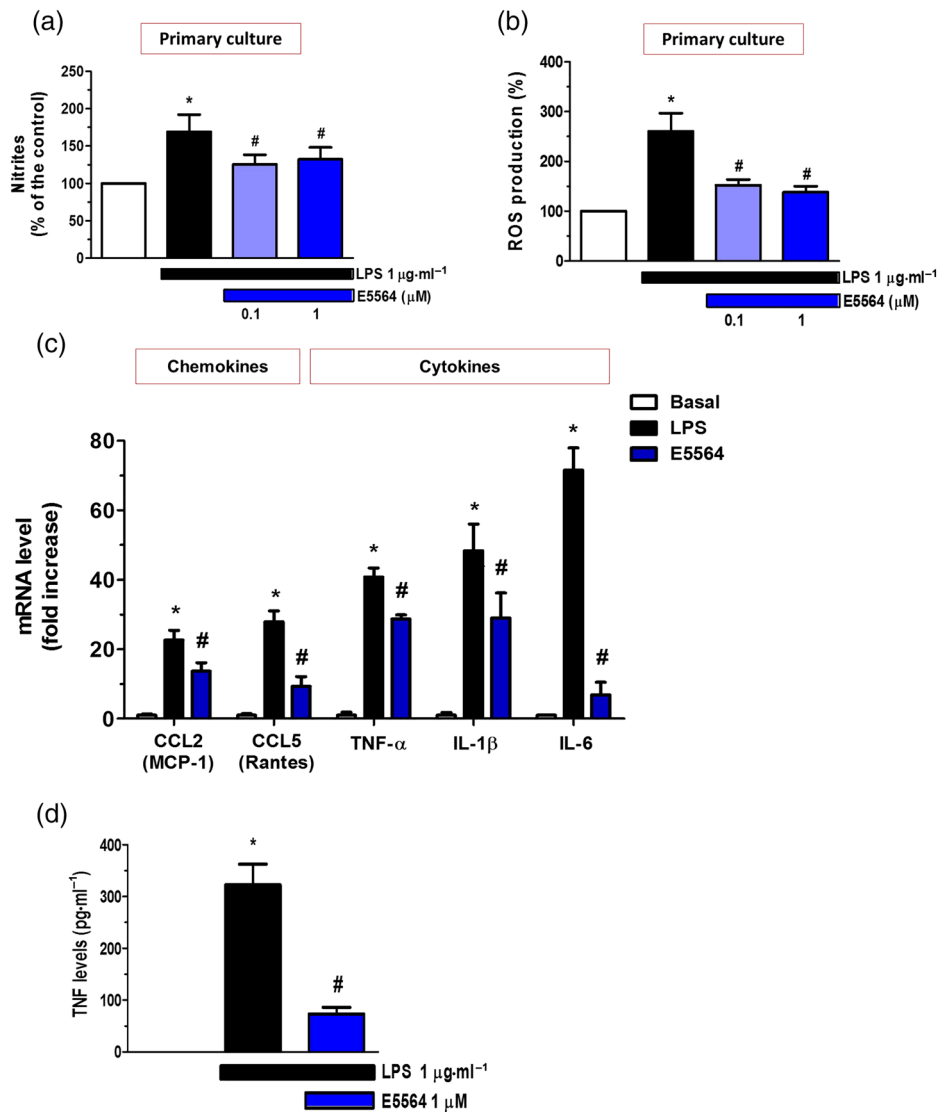 (a)
Primary culture
Nitrites
(% of the control)
250
200
150
100
50
0
*
#
#
LPS 1 μg·ml⁻¹
E5564 (μM)
0.1
1
(b)
Primary culture
ROS production (%)
400
300
200
100
0
*
#
#
LPS 1 μg·ml⁻¹
E5564 (μM)
0.1
1
(c)
Chemokines
Cytokines
Basal
LPS
E5564
mRNA level
(fold increase)
80
60
40
20
0
*
#
*
#
*
#
*
#
*
#
CCL2
(MCP-1)
CCL5
(Rantes)
TNF-α
IL-1β
IL-6
(d)
TNF levels (pg·ml⁻¹)
400
300
200
100
0
*
#
LPS 1 μg·ml⁻¹
E5564 1 μM